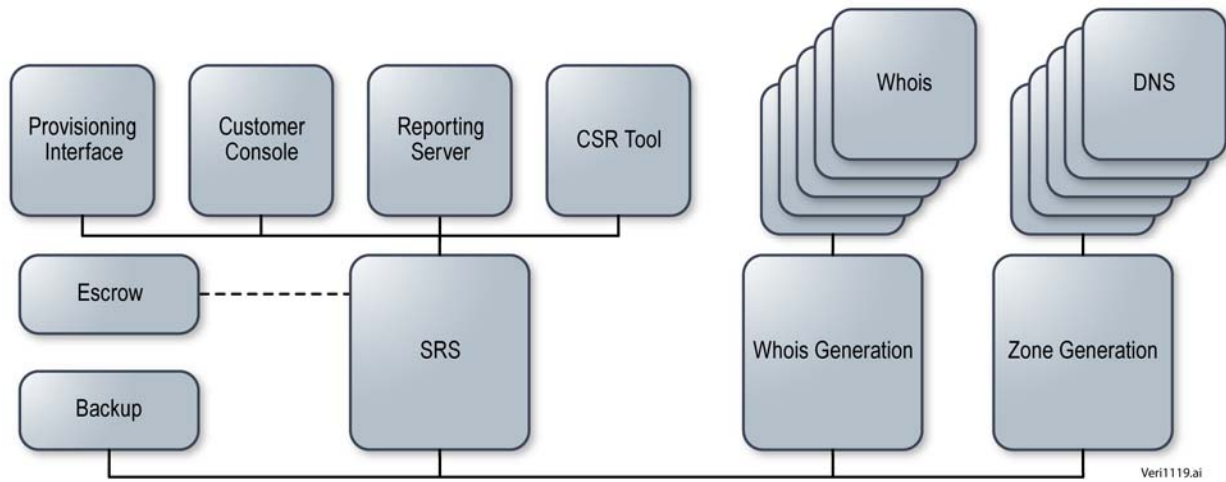 Provisioning
Interface
Customer
Console
Reporting
Server
CSR Tool
Whois
DNS
Escrow
SRS
Whois Generation
Zone Generation
Backup
Veri1119.ai